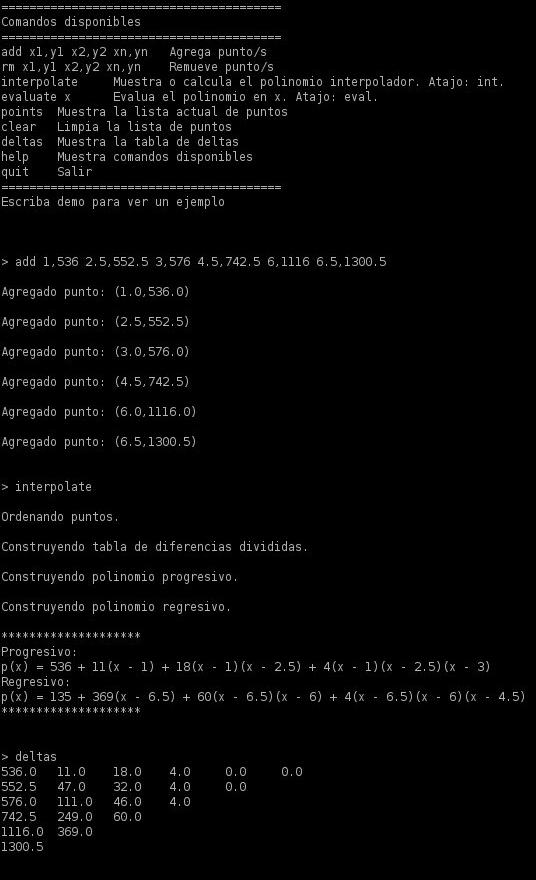 ========================================
Comandos disponibles
========================================
add x1,y1 x2,y2 xn,yn   Agrega punto/s
rm x1,y1 x2,y2 xn,yn    Remueve punto/s
interpolate     Muestra o calcula el polinomio interpolador. Atajo: int.
evaluate x      Evalua el polinomio en x. Atajo: eval.
points  Muestra la lista actual de puntos
clear   Limpia la lista de puntos
deltas  Muestra la tabla de deltas
help    Muestra comandos disponibles
quit    Salir
========================================
Escriba demo para ver un ejemplo
> add 1,536 2.5,552.5 3,576 4.5,742.5 6,1116 6.5,1300.5
Agregado punto: (1.0,536.0)
Agregado punto: (2.5,552.5)
Agregado punto: (3.0,576.0)
Agregado punto: (4.5,742.5)
Agregado punto: (6.0,1116.0)
Agregado punto: (6.5,1300.5)
> interpolate
Ordenando puntos.
Construyendo tabla de diferencias divididas.
Construyendo polinomio progresivo.
Construyendo polinomio regresivo.
********************
Progresivo:
p(x) = 536 + 11(x - 1) + 18(x - 1)(x - 2.5) + 4(x - 1)(x - 2.5)(x - 3)
Regresivo:
p(x) = 135 + 369(x - 6.5) + 60(x - 6.5)(x - 6) + 4(x - 6.5)(x - 6)(x - 4.5)
********************
> deltas
536.0   11.0    18.0    4.0     0.0     0.0
552.5   47.0    32.0    4.0     0.0
576.0   111.0   46.0    4.0
742.5   249.0   60.0
1116.0  369.0
1300.5